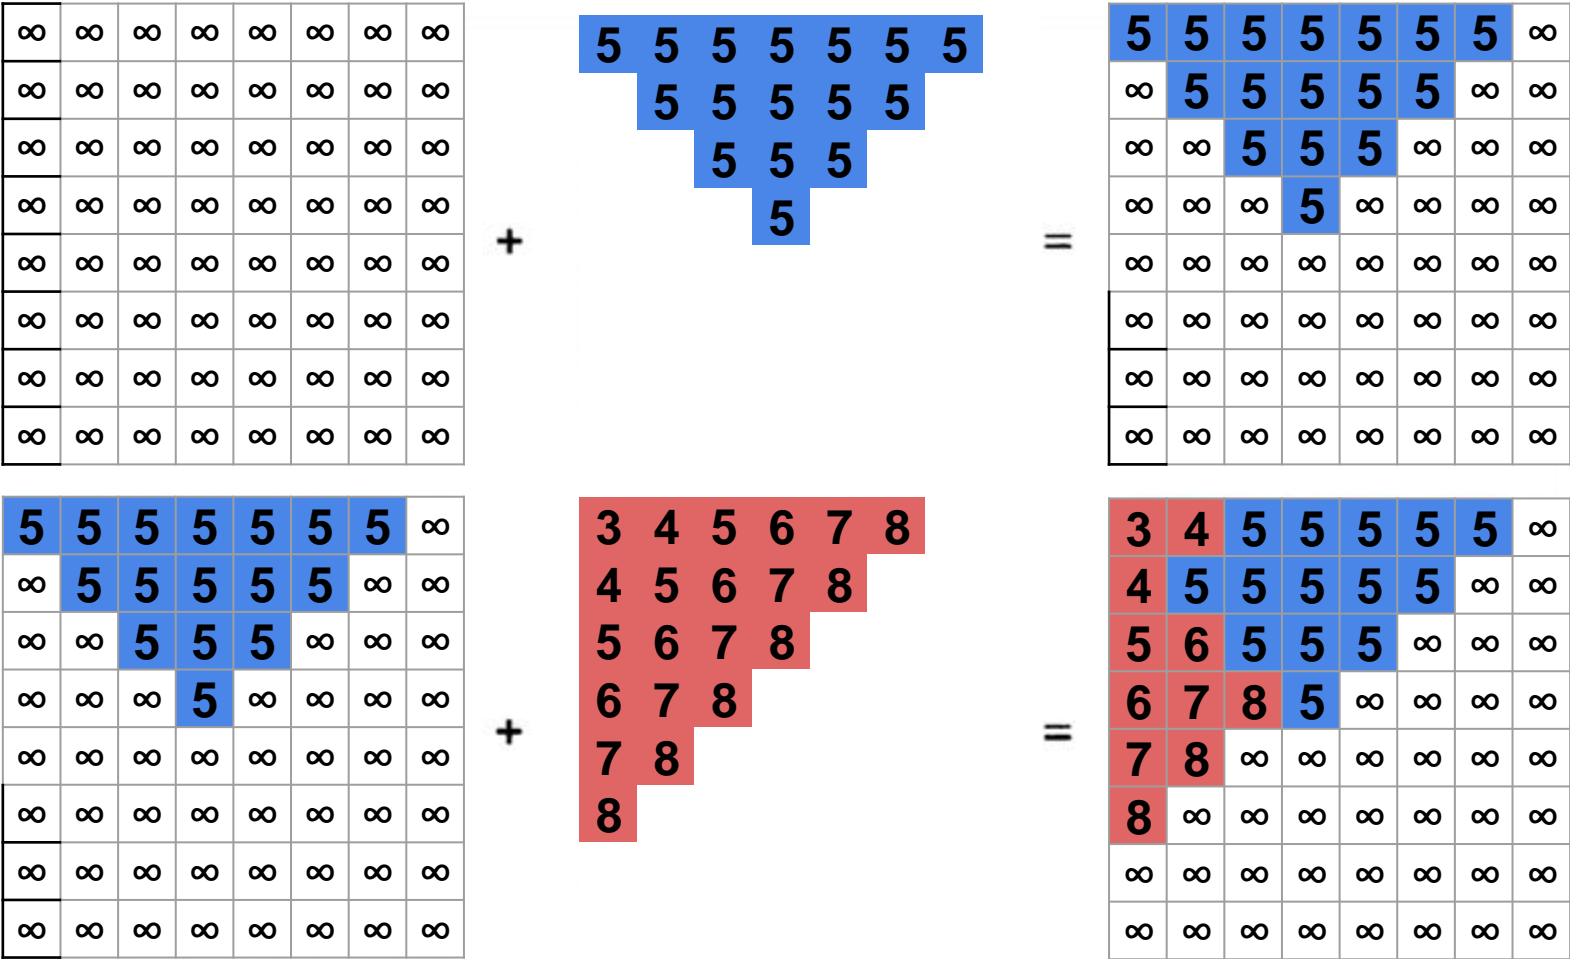 ∞ ∞ ∞ ∞ ∞ ∞ ∞ ∞ 5 5 5 5 5 5 5 5 5 5 5 5 5 5 ∞
∞ ∞ ∞ ∞ ∞ ∞ ∞ ∞ 5 5 5 5 5 ∞ 5 5 5 5 5 ∞ ∞
∞ ∞ ∞ ∞ ∞ ∞ ∞ ∞ 5 5 5 ∞ ∞ 5 5 5 ∞ ∞ ∞
∞ ∞ ∞ ∞ ∞ ∞ ∞ ∞ 5 ∞ ∞ ∞ 5 ∞ ∞ ∞ ∞
∞ ∞ ∞ ∞ ∞ ∞ ∞ ∞ + = ∞ ∞ ∞ ∞ ∞ ∞ ∞ ∞
∞ ∞ ∞ ∞ ∞ ∞ ∞ ∞ ∞ ∞ ∞ ∞ ∞ ∞ ∞ ∞
∞ ∞ ∞ ∞ ∞ ∞ ∞ ∞ ∞ ∞ ∞ ∞ ∞ ∞ ∞ ∞
∞ ∞ ∞ ∞ ∞ ∞ ∞ ∞ ∞ ∞ ∞ ∞ ∞ ∞ ∞ ∞
5 5 5 5 5 5 5 ∞ 3 4 5 6 7 8 3 4 5 5 5 5 5 ∞
∞ 5 5 5 5 5 ∞ ∞ 4 5 6 7 8 4 5 5 5 5 5 ∞ ∞
∞ ∞ 5 5 5 ∞ ∞ ∞ 5 6 7 8 5 6 5 5 5 ∞ ∞ ∞
∞ ∞ ∞ 5 ∞ ∞ ∞ ∞ + 6 7 8 = 6 7 8 5 ∞ ∞ ∞ ∞
∞ ∞ ∞ ∞ ∞ ∞ ∞ ∞ 7 8 7 8 ∞ ∞ ∞ ∞ ∞ ∞
∞ ∞ ∞ ∞ ∞ ∞ ∞ ∞ 8 8 ∞ ∞ ∞ ∞ ∞ ∞ ∞
∞ ∞ ∞ ∞ ∞ ∞ ∞ ∞ ∞ ∞ ∞ ∞ ∞ ∞ ∞ ∞
∞ ∞ ∞ ∞ ∞ ∞ ∞ ∞ ∞ ∞ ∞ ∞ ∞ ∞ ∞ ∞